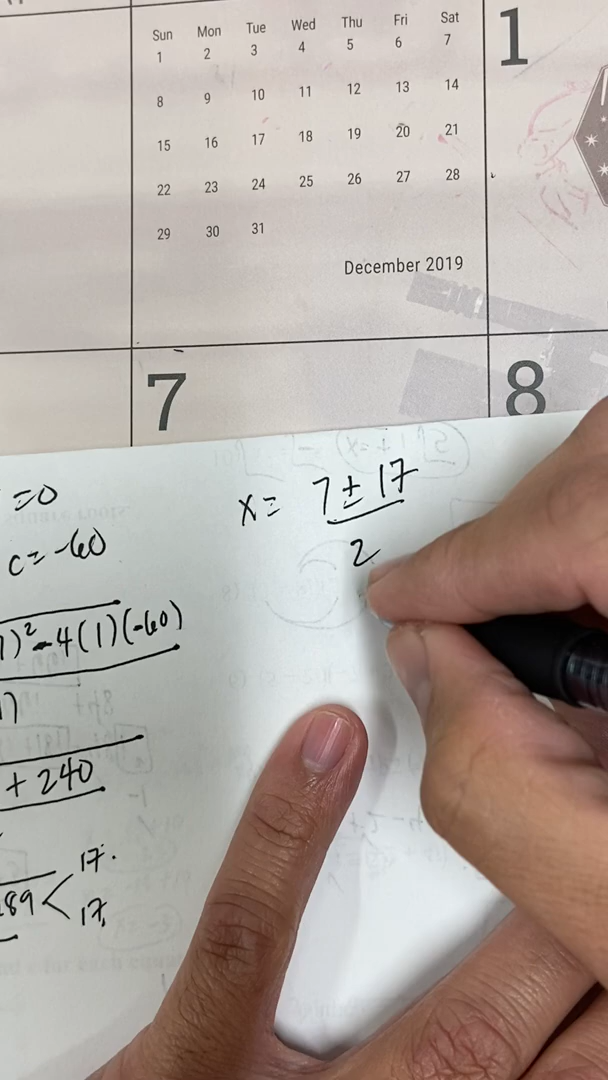 Sun Mon Tue Wed Thu Fri Sat
1 2 3 4 5 6 7
8 9 10 11 12 13 14
15 16 17 18 19 20 21
22 23 24 25 26 27 28
29 30 31
December 2019
1
7
8
=0
c=-60
)²-4(1)(-60)
+ 240
289<
17.
17,
x= 7±17
2